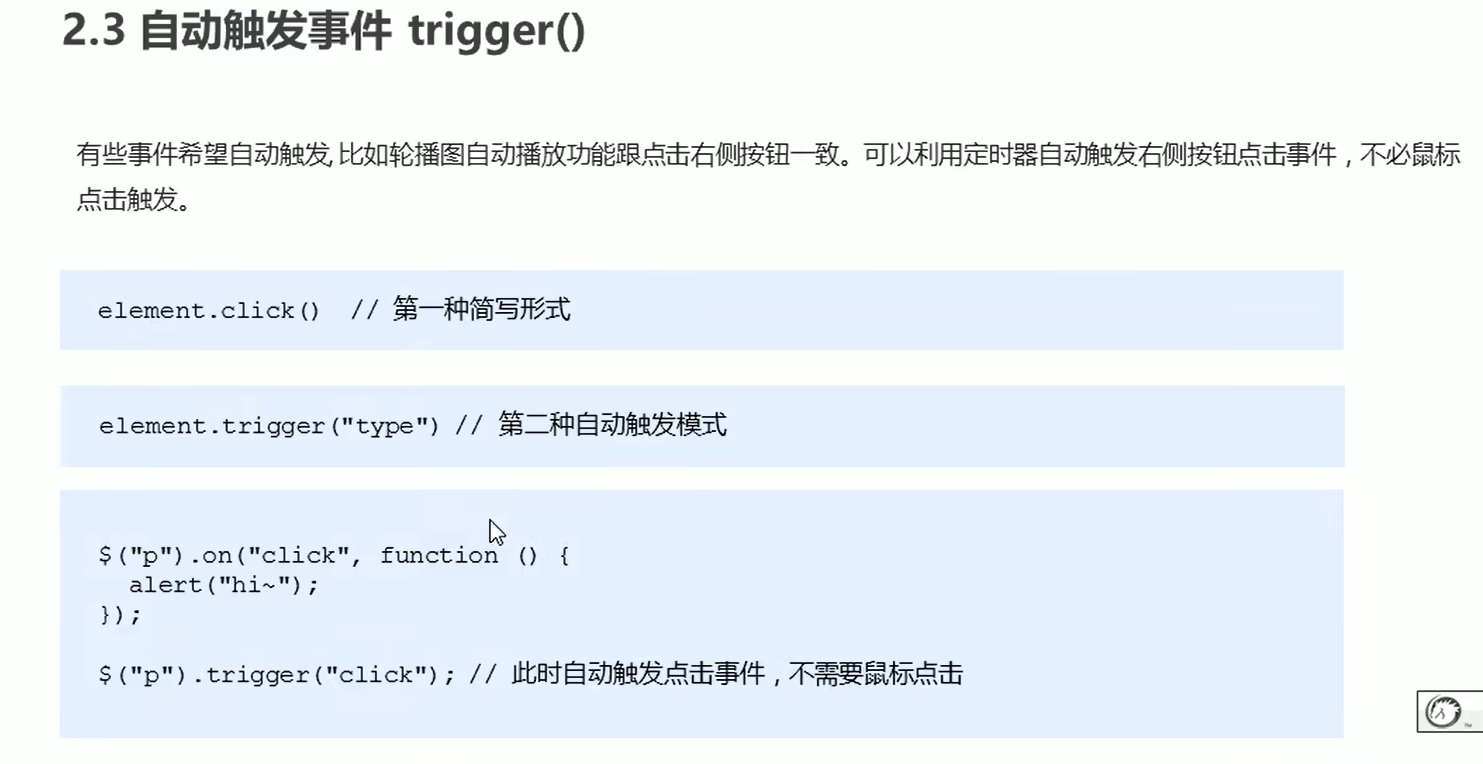 2.3 自动触发事件 trigger()
有些事件希望自动触发, 比如轮播图自动播放功能跟点击右侧按钮一致。可以利用定时器自动触发右侧按钮点击事件，不必鼠标
点击触发。
element.click()  // 第一种简写形式
element.trigger("type") // 第二种自动触发模式
$("p").on("click", function () {
  alert("hi~");
});
$("p").trigger("click"); // 此时自动触发点击事件，不需要鼠标点击